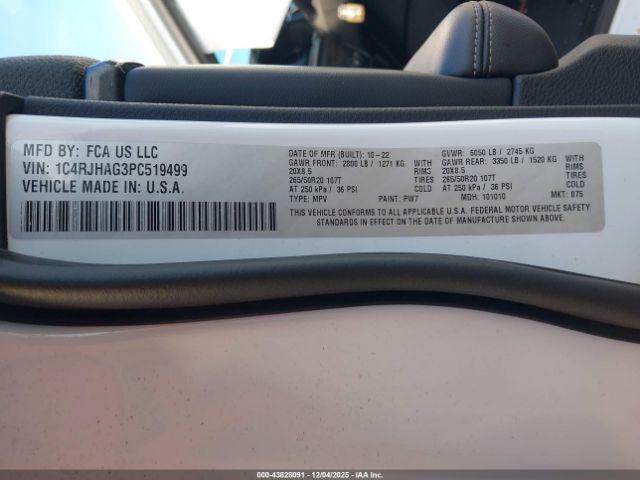 MFD BY: FCA US LLC
VIN: 1C4RJHAG3PC519499
VEHICLE MADE IN: U.S.A.
DATE OF MFR (BUILT): 10-22 GVWR: 6050 LB / 2745 KG
GAWR FRONT: 2800 LB / 1271 KG WITH GAWR REAR: 3350 LB / 1520 KG WITH
20X8.5 RIMS 20X8.5 RIMS
265/50R20 107T TIRES 265/50R20 107T TIRES
AT 250 kPa / 36 PSI COLD AT 250 kPa / 36 PSI COLD
TYPE: MPV PAINT: PW7 MDH: 101010 MKT: 875
THIS VEHICLE CONFORMS TO ALL APPLICABLE U.S.A. FEDERAL MOTOR VEHICLE SAFETY
STANDARDS IN EFFECT ON THE DATE OF MANUFACTURE SHOWN ABOVE.
000-43828091 - 12/04/2025 - IAAI.COM